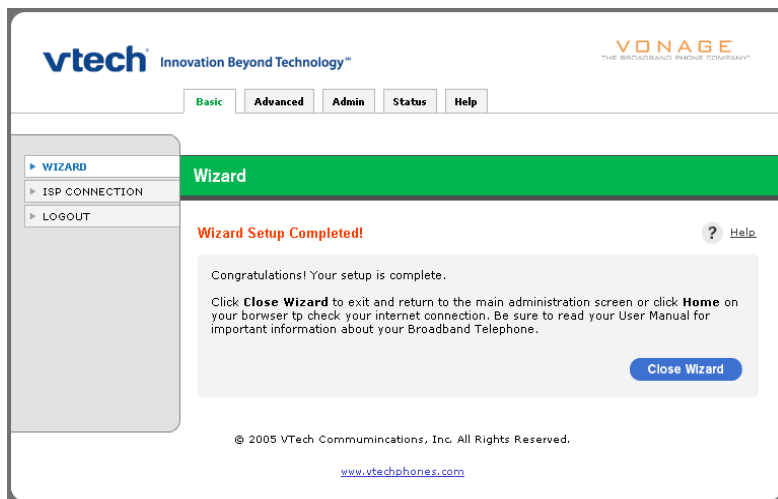 vtech Innovation Beyond Technology™
VONAGE
THE BROADBAND PHONE COMPANY®
Basic Advanced Admin Status Help
WIZARD
ISP CONNECTION
LOGOUT
Wizard
Wizard Setup Completed!
? Help
Congratulations! Your setup is complete.
Click Close Wizard to exit and return to the main administration screen or click Home on
your borwser tp check your internet connection. Be sure to read your User Manual for
important information about your Broadband Telephone.
Close Wizard
© 2005 VTech Commumincations, Inc. All Rights Reserved.
www.vtechphones.com